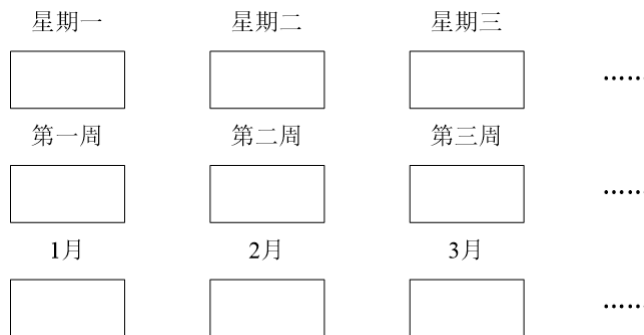 星期一 星期二 星期三 .....
第一周 第二周 第三周 .....
1月 2月 3月 .....